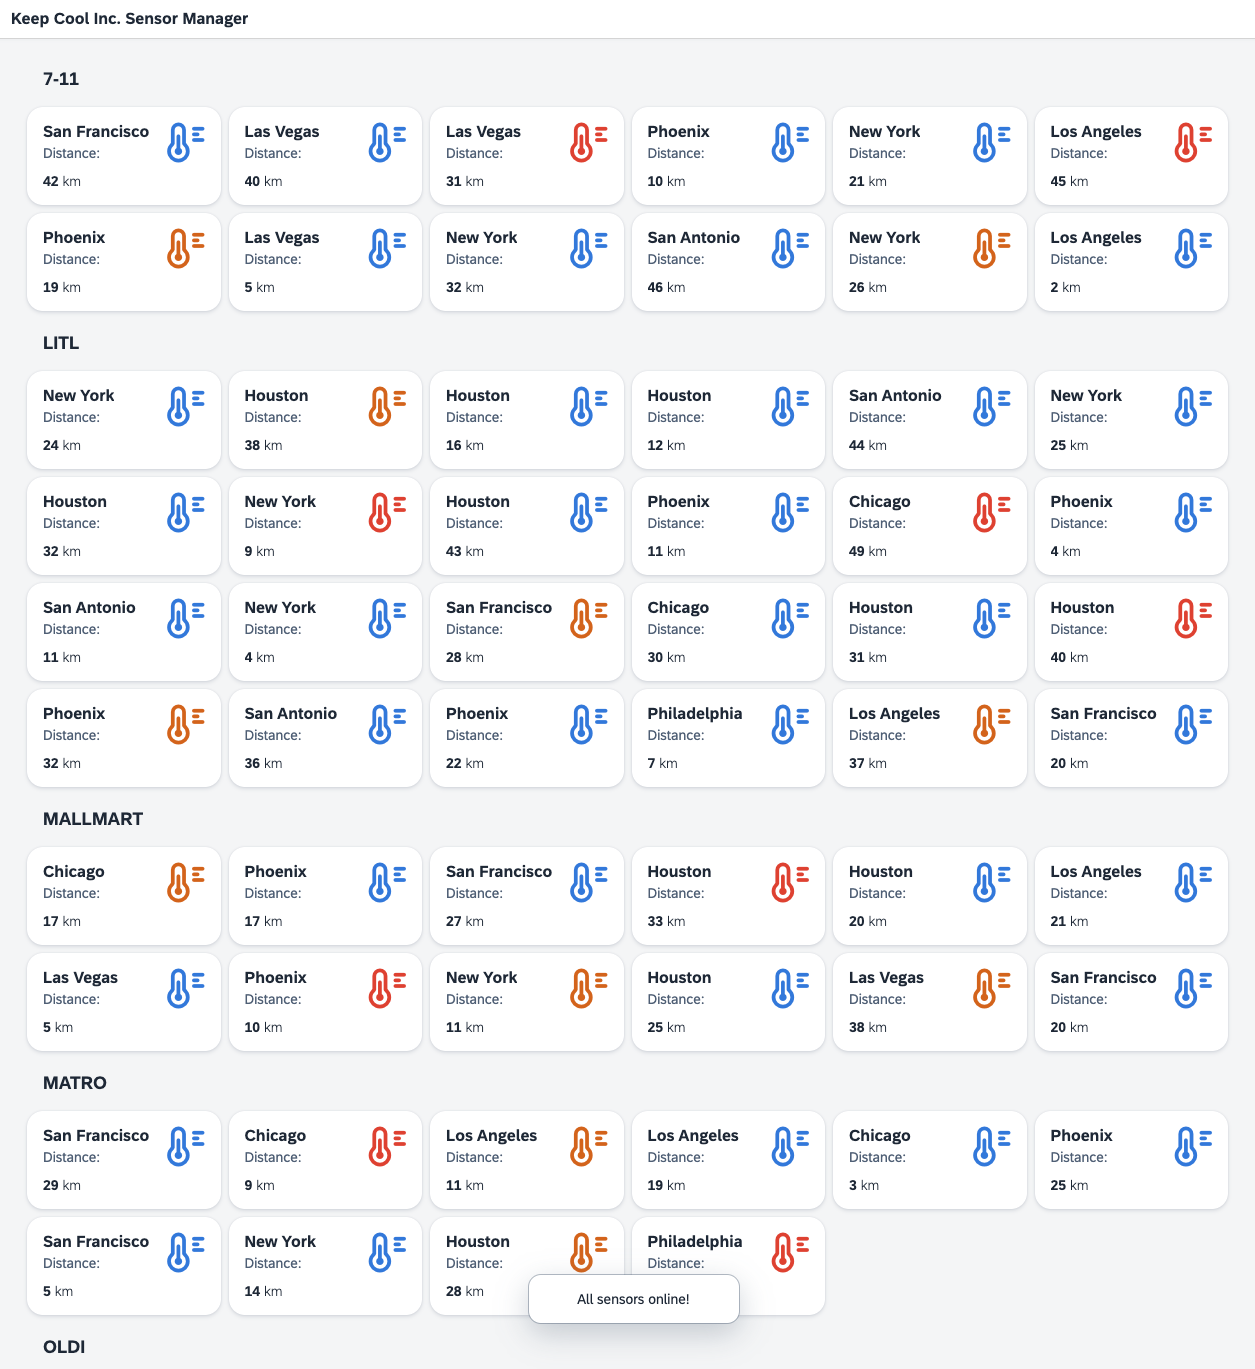 Keep Cool Inc. Sensor Manager
7-11
San Francisco
Distance:
42 km
Las Vegas
Distance:
40 km
Las Vegas
Distance:
31 km
Phoenix
Distance:
10 km
New York
Distance:
21 km
Los Angeles
Distance:
45 km
Phoenix
Distance:
19 km
Las Vegas
Distance:
5 km
New York
Distance:
32 km
San Antonio
Distance:
46 km
New York
Distance:
26 km
Los Angeles
Distance:
2 km
LITL
New York
Distance:
24 km
Houston
Distance:
38 km
Houston
Distance:
16 km
Houston
Distance:
12 km
San Antonio
Distance:
44 km
New York
Distance:
25 km
Houston
Distance:
32 km
New York
Distance:
9 km
Houston
Distance:
43 km
Phoenix
Distance:
11 km
Chicago
Distance:
49 km
Phoenix
Distance:
4 km
San Antonio
Distance:
11 km
New York
Distance:
4 km
San Francisco
Distance:
28 km
Chicago
Distance:
30 km
Houston
Distance:
31 km
Houston
Distance:
40 km
Phoenix
Distance:
32 km
San Antonio
Distance:
36 km
Phoenix
Distance:
22 km
Philadelphia
Distance:
7 km
Los Angeles
Distance:
37 km
San Francisco
Distance:
20 km
MALLMART
Chicago
Distance:
17 km
Phoenix
Distance:
17 km
San Francisco
Distance:
27 km
Houston
Distance:
33 km
Houston
Distance:
20 km
Los Angeles
Distance:
21 km
Las Vegas
Distance:
5 km
Phoenix
Distance:
10 km
New York
Distance:
11 km
Houston
Distance:
25 km
Las Vegas
Distance:
38 km
San Francisco
Distance:
20 km
MATRO
San Francisco
Distance:
29 km
Chicago
Distance:
9 km
Los Angeles
Distance:
11 km
Los Angeles
Distance:
19 km
Chicago
Distance:
3 km
Phoenix
Distance:
25 km
San Francisco
Distance:
5 km
New York
Distance:
14 km
Houston
Distance:
28 km
Philadelphia
Distance:
All sensors online!
OLDI